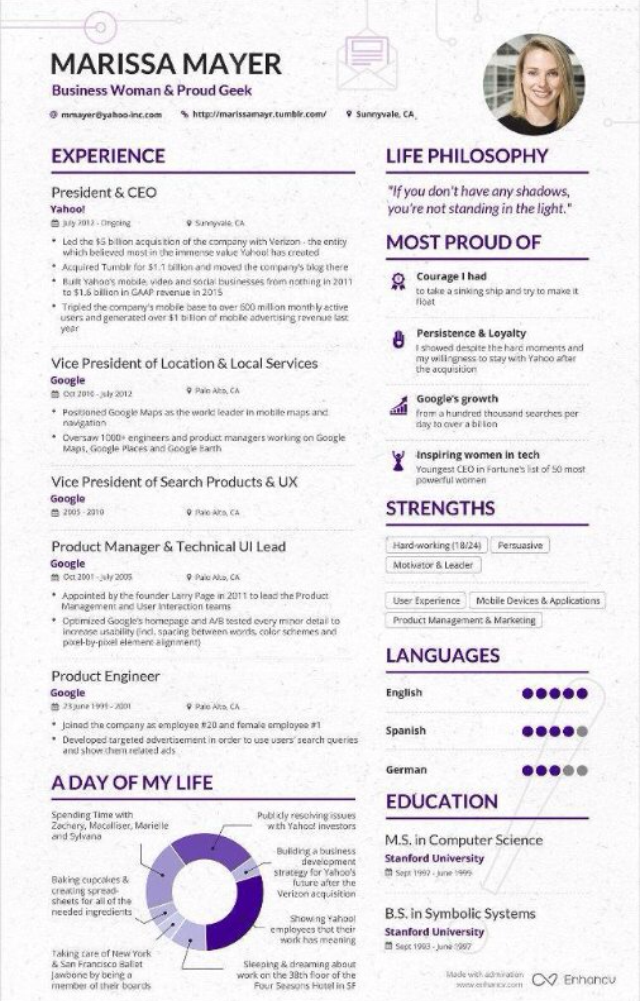 MARISSA MAYER
Business Woman & Proud Geek
mmayer@yahoo-inc.com http://marissamayr.tumblr.com/ Sunnyvale, CA
EXPERIENCE
President & CEO
Yahoo!
July 2012 - Ongoing Sunnyvale, CA
• Led the $5 billion acquisition of the company with Verizon - the entity
which believed most in the immense value Yahoo! has created
• Acquired Tumblr for $1.1 billion and moved the company's blog there
• Built Yahoo's mobile, video and social businesses from nothing in 2011
to $1.6 billion in GAAP revenue in 2015
• Tripled the company's mobile base to over 600 million monthly active
users and generated over $1 billion of mobile advertising revenue last
year
Vice President of Location & Local Services
Google
Oct 2010 - July 2012 Palo Alto, CA
• Positioned Google Maps as the world leader in mobile maps and
navigation
• Oversaw 1000+ engineers and product managers working on Google
Maps, Google Places and Google Earth
Vice President of Search Products & UX
Google
2005 - 2010 Palo Alto, CA
Product Manager & Technical UI Lead
Google
Oct 2001 - July 2005 Palo Alto, CA
• Appointed by the founder Larry Page in 2011 to lead the Product
Management and User Interaction teams
• Optimized Google's homepage and A/B tested every minor detail to
increase usability (incl. spacing between words, color schemes and
pixel-by-pixel element alignment)
Product Engineer
Google
23 June 1999 - 2001 Palo Alto, CA
• Joined the company as employee #20 and female employee #1
• Developed targeted advertisement in order to use users' search queries
and show them related ads
A DAY OF MY LIFE
Spending Time with
Zachary, Macalliser, Marielle
and Sylvana
Baking cupcakes &
creating spread-
sheets for all of the
needed ingredients
Taking care of New York
& San Francisco Ballat
Jawbone by being a
member of their boards
Publicly resolving issues
with Yahoo! investors
Building a business
development
strategy for Yahoo's
future after the
Verizon acquisition
Showing Yahoo!
employees that their
work has meaning
Sleeping & dreaming about
work on the 38th floor of the
Four Seasons Hotel in SF
LIFE PHILOSOPHY
"If you don't have any shadows,
you're not standing in the light."
MOST PROUD OF
Courage I had
to take a sinking ship and try to make it
float
Persistence & Loyalty
I showed despite the hard moments and
my willingness to stay with Yahoo after
the acquisition
Google's growth
from a hundred thousand searches per
day to over a billion
Inspiring women in tech
Youngest CEO in Fortune's list of 50 most
powerful women
STRENGTHS
Hard-working (18/24) Persuasive
Motivator & Leader
User Experience Mobile Devices & Applications
Product Management & Marketing
LANGUAGES
English
Spanish
German
EDUCATION
M.S. in Computer Science
Stanford University
Sept 1997 - June 1999
B.S. in Symbolic Systems
Stanford University
Sept 1993 - June 1997
Made with admiration
www.enhancv.com
Enhancv